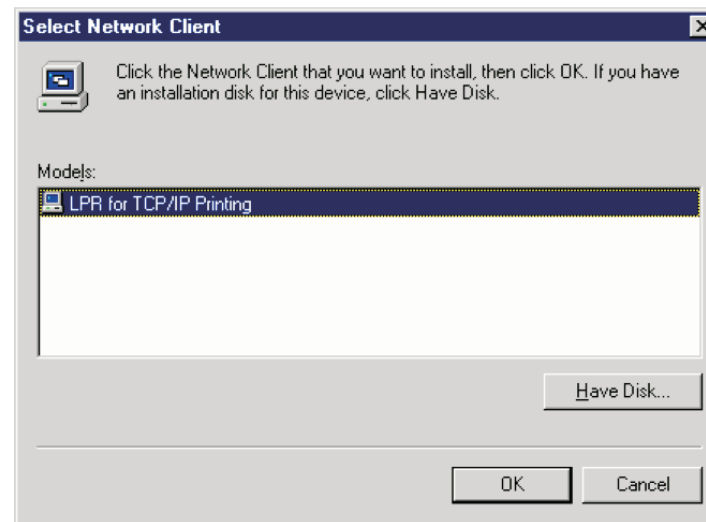 Select Network Client
Click the Network Client that you want to install, then click OK. If you have
an installation disk for this device, click Have Disk.
Models:
LPR for TCP/IP Printing
Have Disk...
OK
Cancel